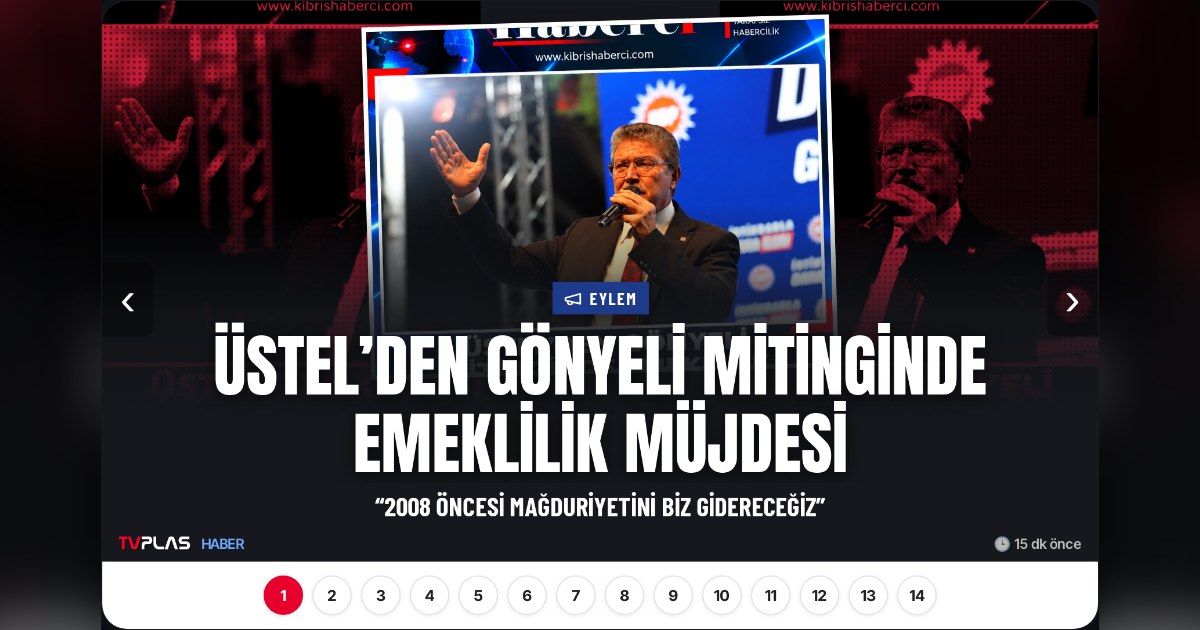 www.kibrishaberci.com
www.kibrishaberci.com
Haberci
HABERCİLİK
www.kibrishaberci.com
EYLEM
ÜSTEL’DEN GÖNYELİ MİTİNGİNDE
EMEKLİLİK MÜJDESİ
“2008 ÖNCESİ MAĞDURİYETİNİ BİZ GİDERECEĞİZ”
TVPLAS HABER
15 dk önce
1 2 3 4 5 6 7 8 9 10 11 12 13 14